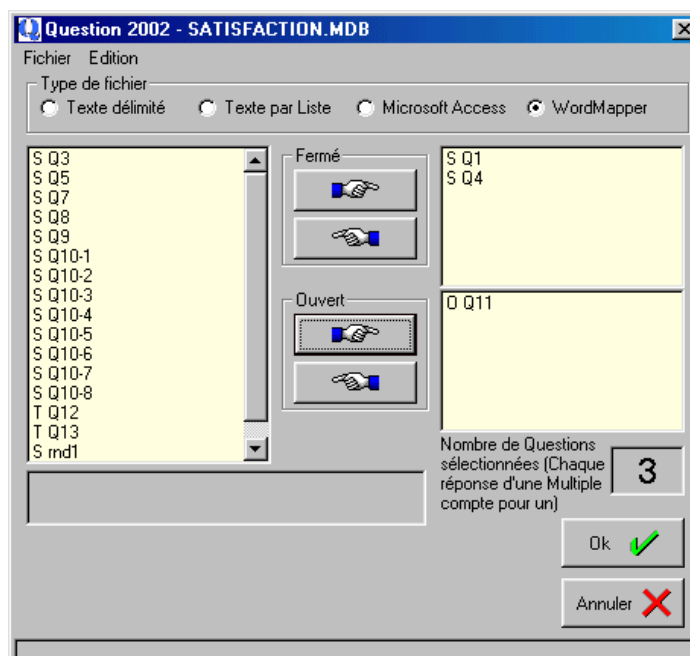 Question 2002 - SATISFACTION.MDB
Fichier Edition
Type de fichier
Texte délimité Texte par Liste Microsoft Access WordMapper
S Q3
S Q5
S Q7
S Q8
S Q9
S Q10-1
S Q10-2
S Q10-3
S Q10-4
S Q10-5
S Q10-6
S Q10-7
S Q10-8
T Q12
T Q13
S rnd1
Fermé
S Q1
S Q4
Ouvert
O Q11
Nombre de Questions
sélectionnées (Chaque
réponse d'une Multiple
compte pour un)
3
Ok
Annuler